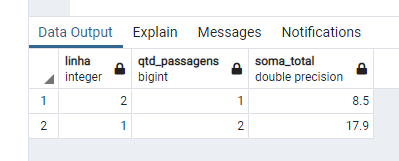 Data Output Explain Messages Notifications
linha qtd_passagens soma_total
integer bigint double precision
1 2 1 8.5
2 1 2 17.9